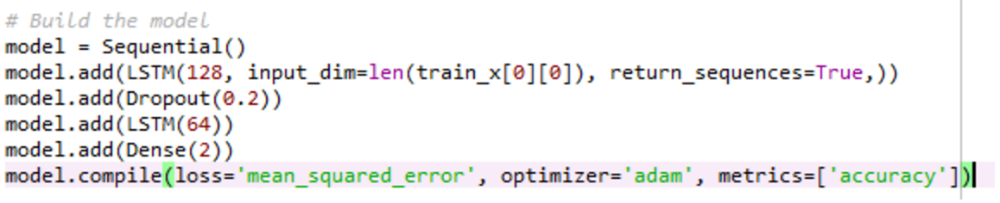 # Build the model
model = Sequential()
model.add(LSTM(128, input_dim=len(train_x[0][0]), return_sequences=True,))
model.add(Dropout(0.2))
model.add(LSTM(64))
model.add(Dense(2))
model.compile(loss='mean_squared_error', optimizer='adam', metrics=['accuracy'])